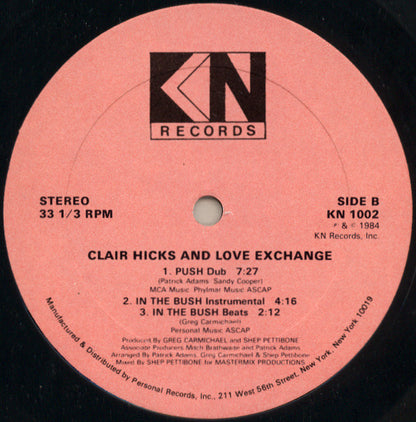 KN
RECORDS
STEREO
33 1/3 RPM
SIDE B
KN 1002
℗ & © 1984
KN Records, Inc.
CLAIR HICKS AND LOVE EXCHANGE
1. PUSH Dub 7:27
(Patrick Adams Sandy Cooper)
MCA Music Phylmar Music ASCAP
2. IN THE BUSH Instrumental 4:16
3. IN THE BUSH Beats 2:12
(Greg Carmichael)
Personal Music ASCAP
Produced By GREG CARMICHAEL and SHEP PETTIBONE
Associate Producers Mitch Brathwaite and Patrick Adams
Arranged By Patrick Adams, Greg Carmichael & Shep Pettibone
Mixed By SHEP PETTIBONE for MASTERMIX PRODUCTIONS
Manufactured & Distributed by Personal Records, Inc., 211 West 56th Street, New York, New York 10019